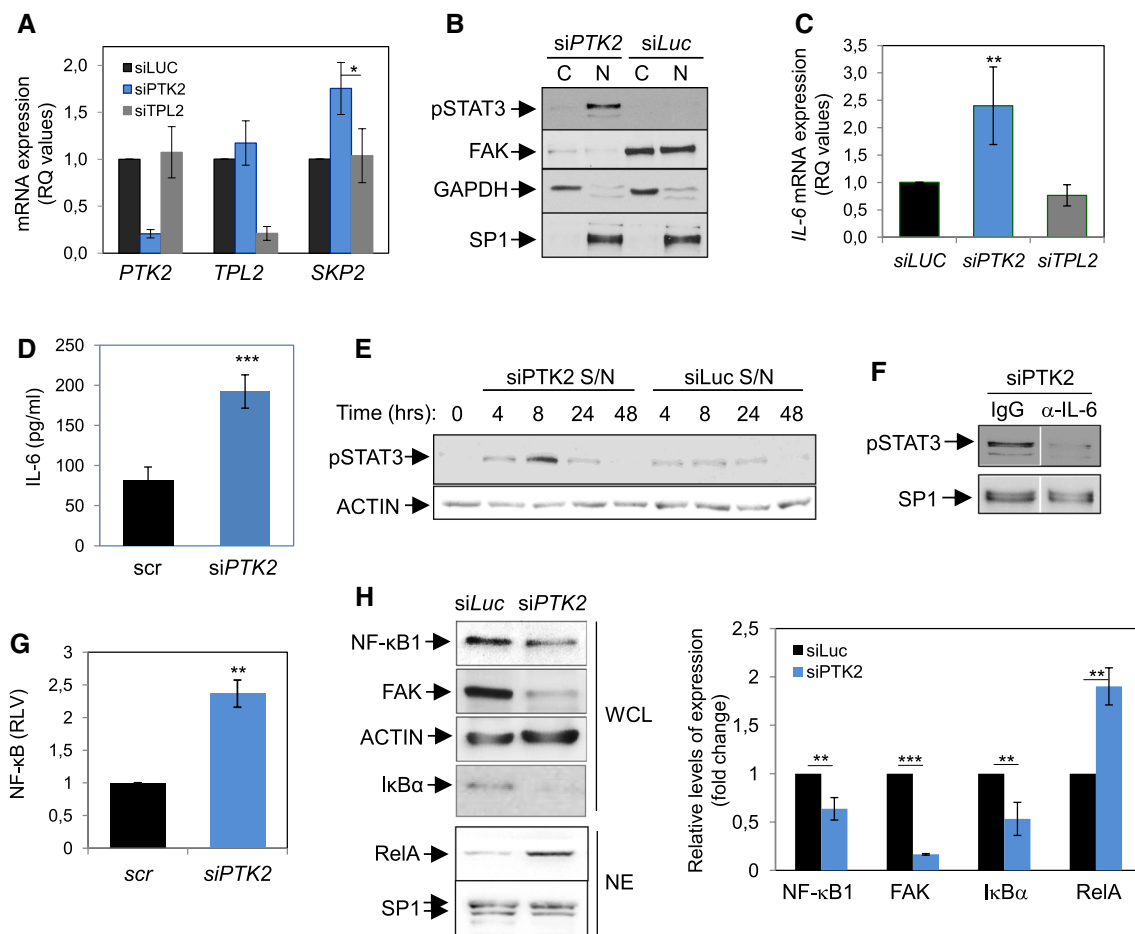 A
mRNA expression
(RQ values)
2,0
1,5
1,0
0,5
0,0
siLUC
siPTK2
siTPL2
*
PTK2 TPL2 SKP2
B
siPTK2 siLuc
C N C N
pSTAT3
FAK
GAPDH
SP1
C
IL-6 mRNA expression
(RQ values)
3,5
3,0
2,5
2,0
1,5
1,0
0,5
0,0
**
siLUC siPTK2 siTPL2
D
IL-6 (pg/ml)
250
200
150
100
50
0
***
scr siPTK2
E
siPTK2 S/N siLuc S/N
Time (hrs): 0 4 8 24 48 4 8 24 48
pSTAT3
ACTIN
F
siPTK2
IgG α-IL-6
pSTAT3
SP1
G
NF-κB (RLV)
3
2,5
2
1,5
1
0,5
0
**
scr siPTK2
H
siLuc siPTK2
NF-κB1
FAK
ACTIN
IκBα
WCL
RelA
SP1
NE
Relative levels of expression
(fold change)
2,5
2
1,5
1
0,5
0
siLuc
siPTK2
** *** ** **
NF-κB1 FAK IκBα RelA